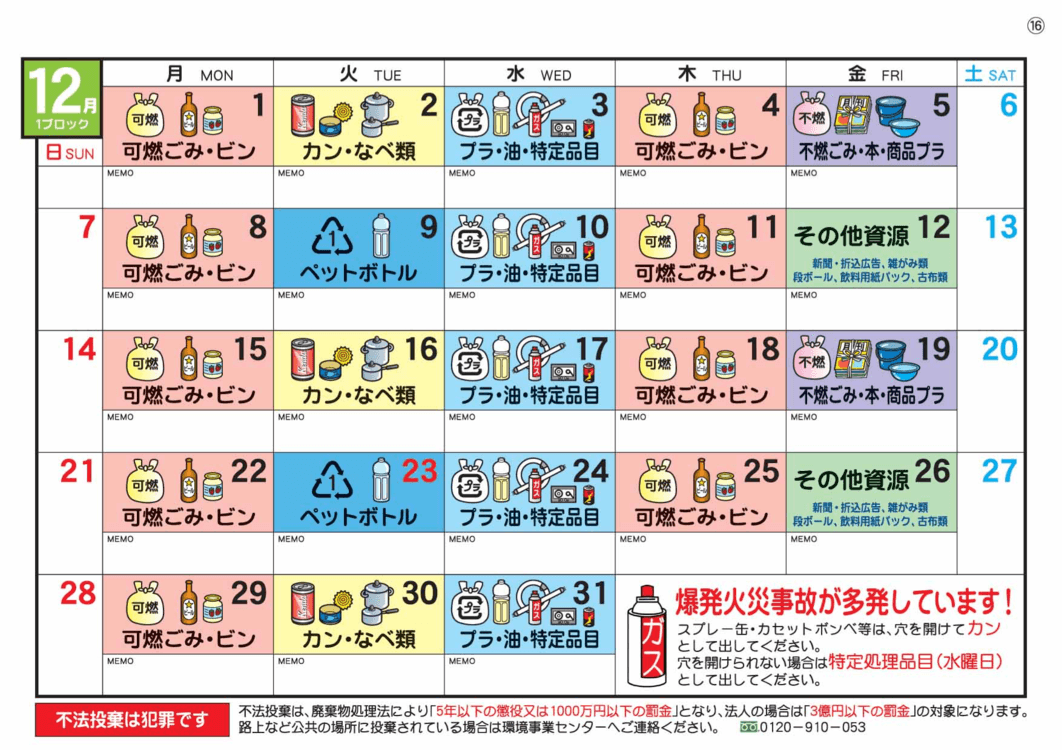 ⑯
12月
1ブロック
月 MON
火 TUE
水 WED
木 THU
金 FRI
土 SAT
日 SUN
可燃
1
可燃ごみ・ビン
MEMO
2
カン・なべ類
MEMO
プラ
ガス
3
プラ・油・特定品目
MEMO
可燃
4
可燃ごみ・ビン
MEMO
不燃
月刊
5
不燃ごみ・本・商品プラ
MEMO
6
7
可燃
8
可燃ごみ・ビン
MEMO
1
9
ペットボトル
MEMO
プラ
ガス
10
プラ・油・特定品目
MEMO
可燃
11
可燃ごみ・ビン
MEMO
その他資源 12
新聞・折込広告、雑がみ類
段ボール、飲料用紙パック、古布類
MEMO
13
14
可燃
15
可燃ごみ・ビン
MEMO
16
カン・なべ類
MEMO
プラ
ガス
17
プラ・油・特定品目
MEMO
可燃
18
可燃ごみ・ビン
MEMO
不燃
月刊
19
不燃ごみ・本・商品プラ
MEMO
20
21
可燃
22
可燃ごみ・ビン
MEMO
1
23
ペットボトル
MEMO
プラ
ガス
24
プラ・油・特定品目
MEMO
可燃
25
可燃ごみ・ビン
MEMO
その他資源 26
新聞・折込広告、雑がみ類
段ボール、飲料用紙パック、古布類
MEMO
27
28
可燃
29
可燃ごみ・ビン
MEMO
30
カン・なべ類
MEMO
プラ
ガス
31
プラ・油・特定品目
MEMO
ガス
爆発火災事故が多発しています!
スプレー缶・カセットボンベ等は、穴を開けてカン
として出してください。
穴を開けられない場合は特定処理品目(水曜日)
として出してください。
不法投棄は犯罪です
不法投棄は、廃棄物処理法により「5年以下の懲役又は1000万円以下の罰金」となり、法人の場合は「3億円以下の罰金」の対象になります。
路上など公共の場所に投棄されている場合は環境事業センターへご連絡ください。 0120-910-053